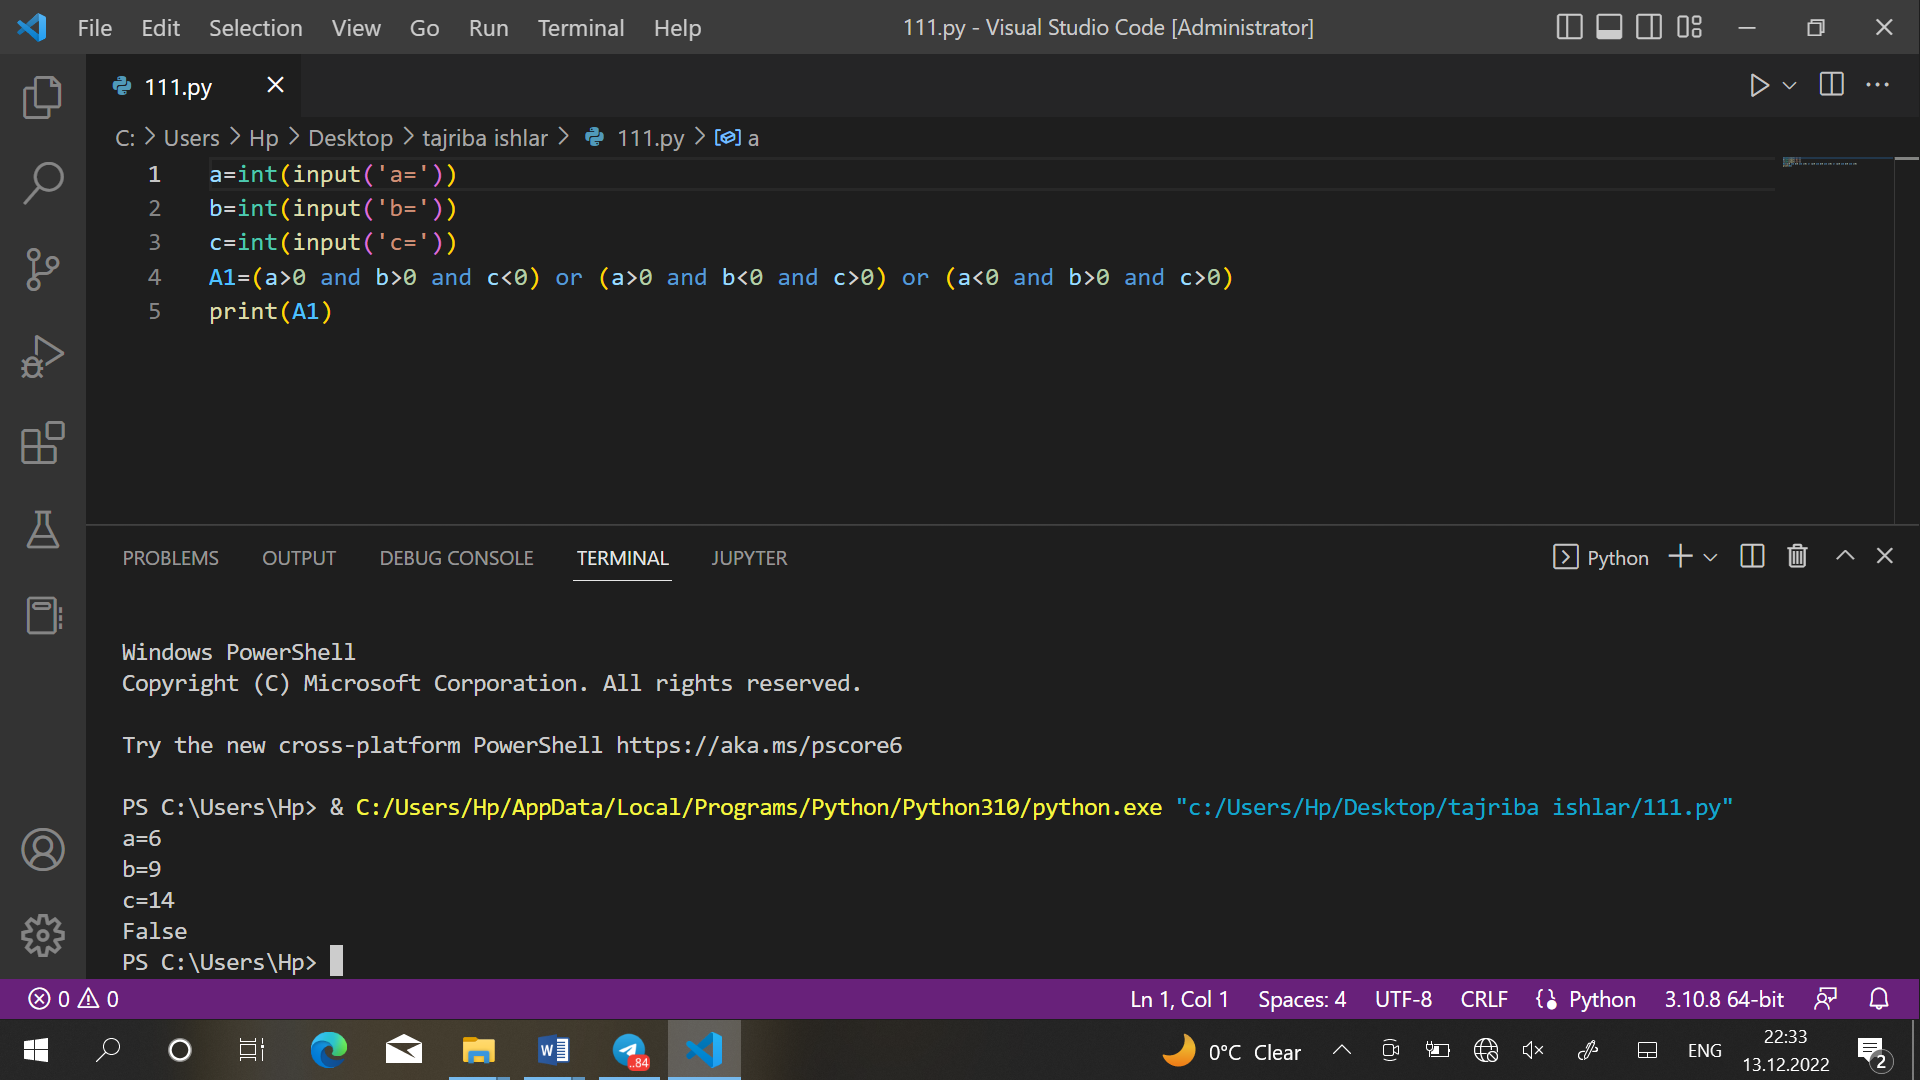 File Edit Selection View Go Run Terminal Help 111.py - Visual Studio Code [Administrator]
111.py
C: > Users > Hp > Desktop > tajriba ishlar > 111.py > a
1 a=int(input('a='))
2 b=int(input('b='))
3 c=int(input('c='))
4 A1=(a>0 and b>0 and c<0) or (a>0 and b<0 and c>0) or (a<0 and b>0 and c>0)
5 print(A1)
PROBLEMS OUTPUT DEBUG CONSOLE TERMINAL JUPYTER Python
Windows PowerShell
Copyright (C) Microsoft Corporation. All rights reserved.
Try the new cross-platform PowerShell https://aka.ms/pscore6
PS C:\Users\Hp> & C:/Users/Hp/AppData/Local/Programs/Python/Python310/python.exe "c:/Users/Hp/Desktop/tajriba ishlar/111.py"
a=6
b=9
c=14
False
PS C:\Users\Hp>
0 0 Ln 1, Col 1 Spaces: 4 UTF-8 CRLF Python 3.10.8 64-bit
..84 0°C Clear ENG 22:33
13.12.2022 2